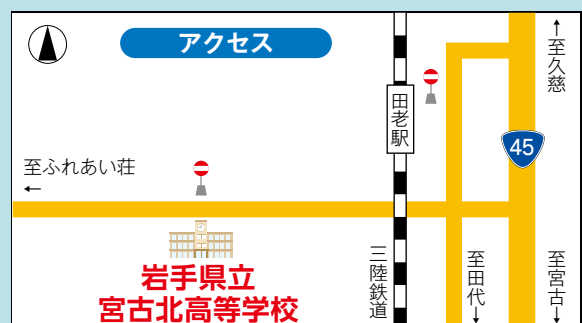 アクセス
↑至久慈
田老駅
45
至ふれあい荘
←
三陸鉄道
至田代↓
至宮古↓
岩手県立
宮古北高等学校